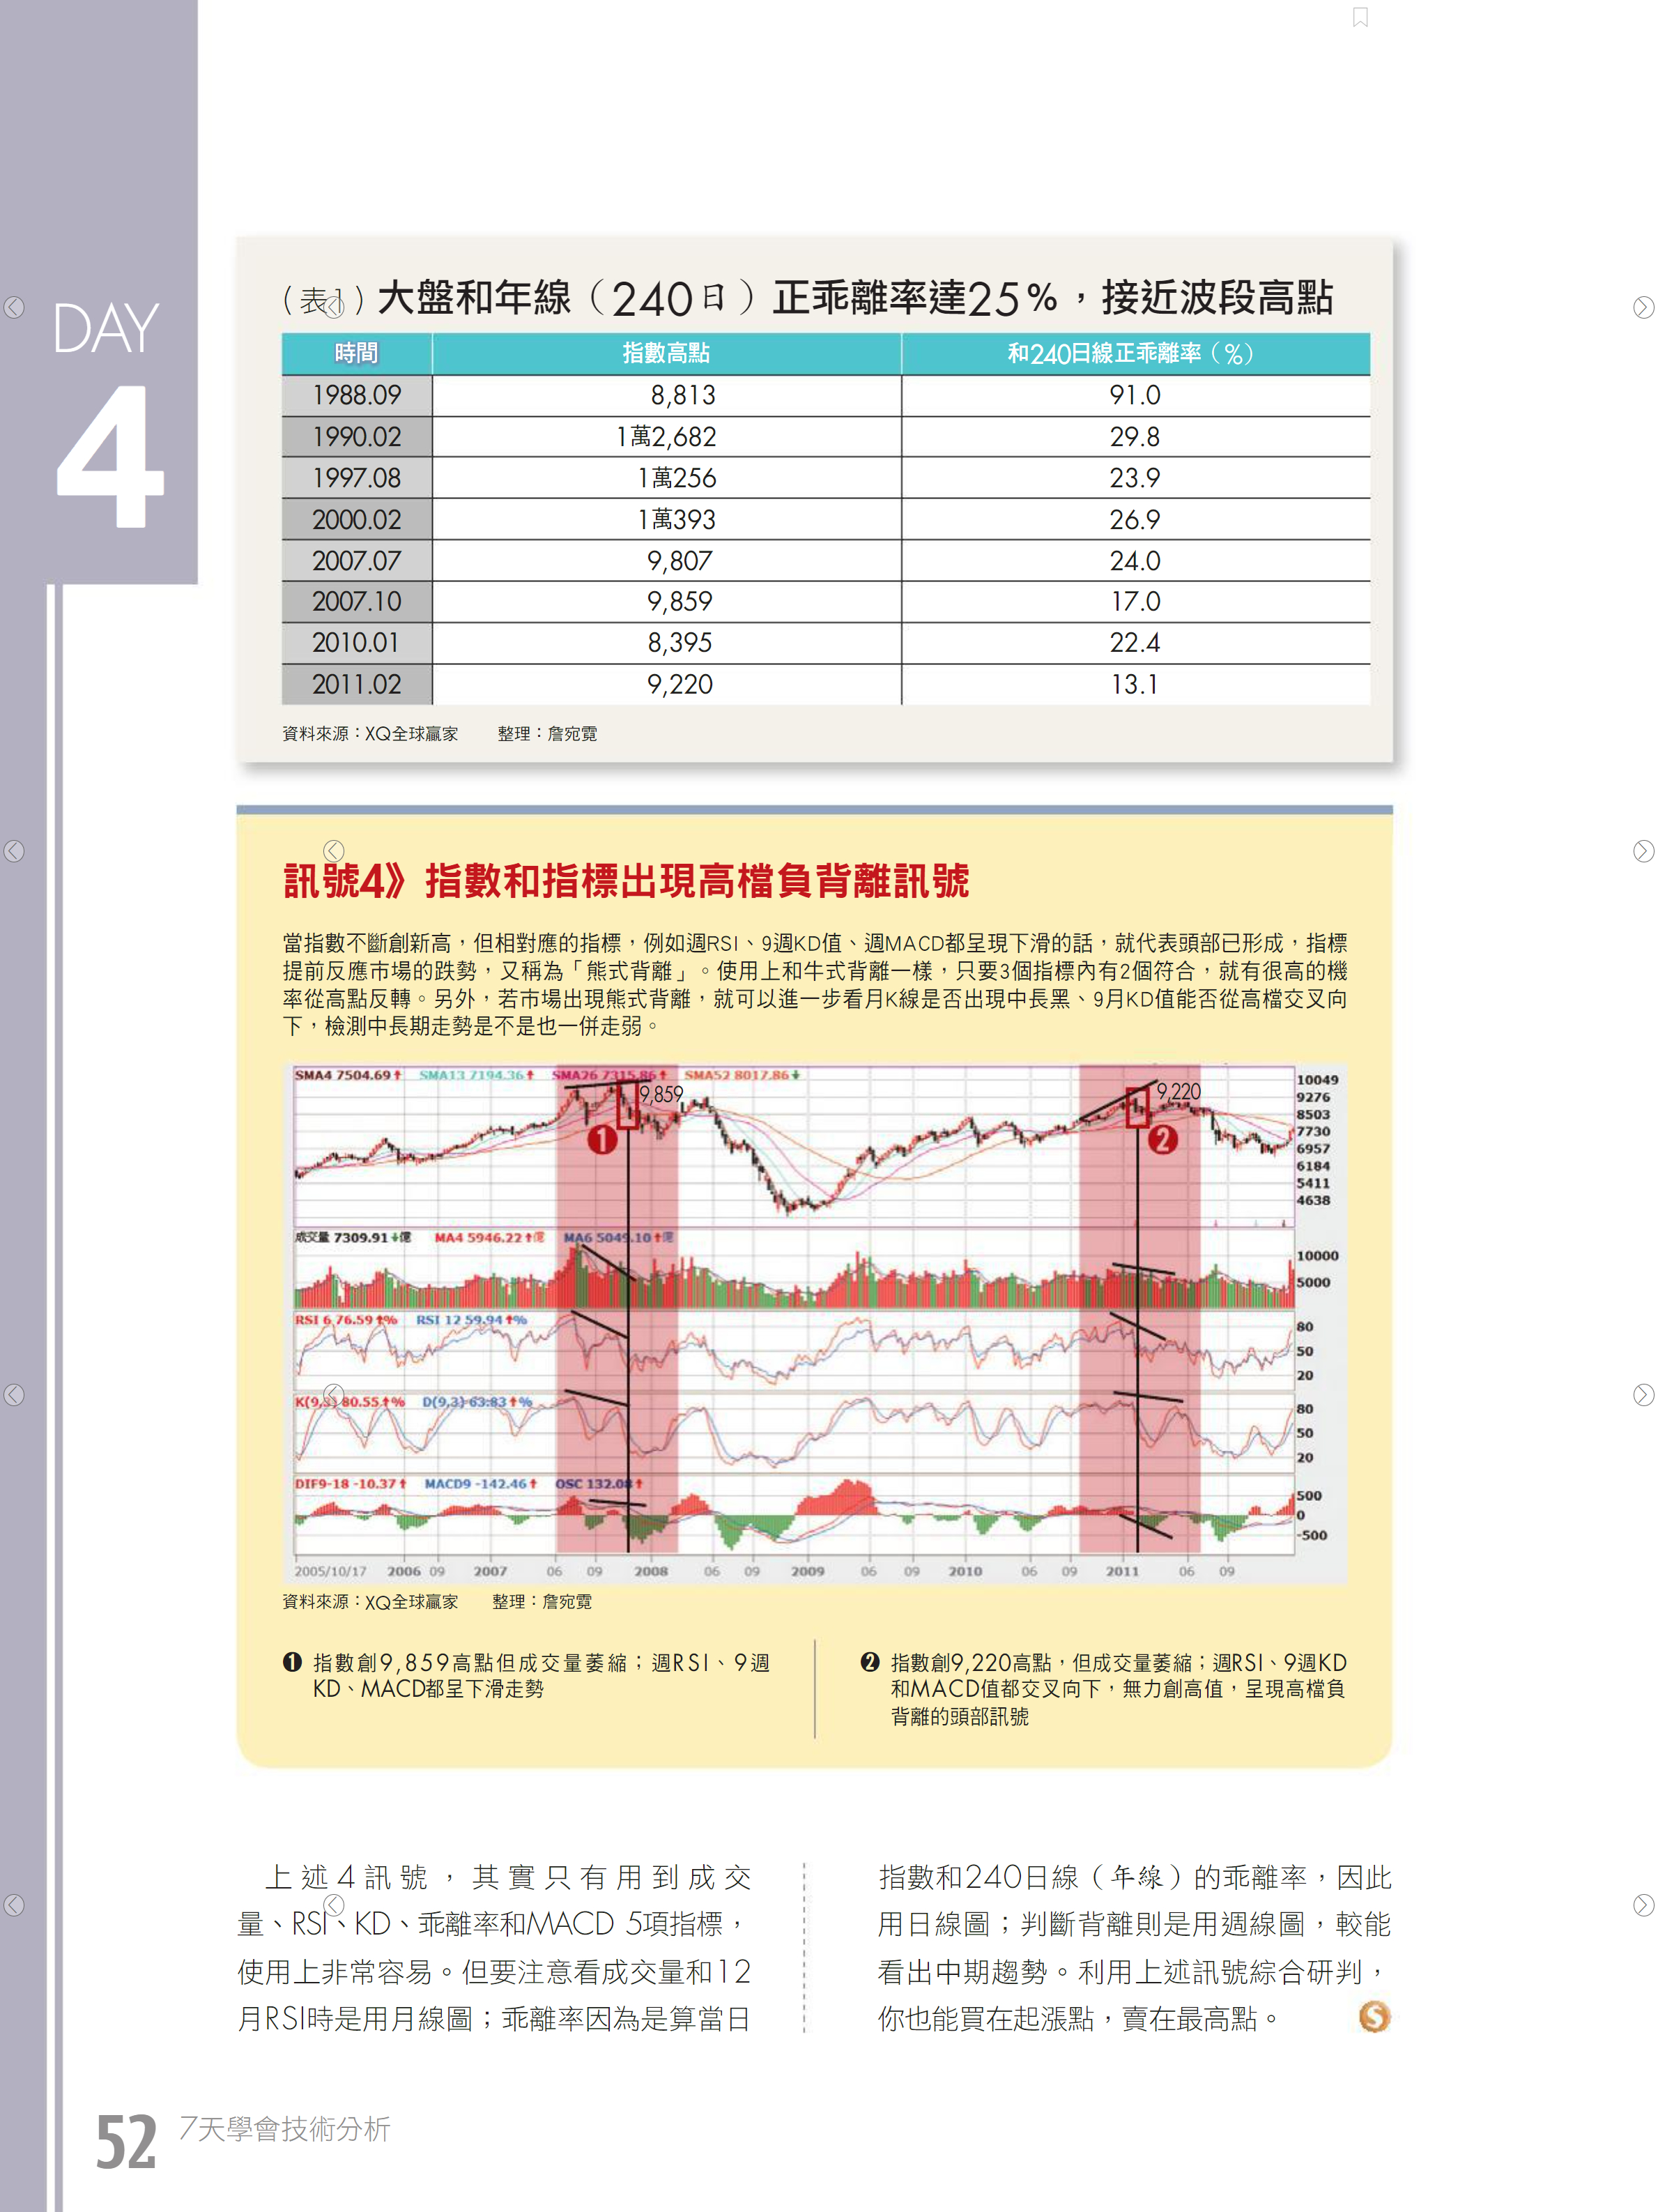 DAY
4
(表1)大盤和年線(240日)正乖離率達25%,接近波段高點
時間 指數高點 和240日線正乖離率(%)
1988.09 8,813 91.0
1990.02 1萬2,682 29.8
1997.08 1萬256 23.9
2000.02 1萬393 26.9
2007.07 9,807 24.0
2007.10 9,859 17.0
2010.01 8,395 22.4
2011.02 9,220 13.1
資料來源:XQ全球贏家 整理:詹宛霓
訊號4》指數和指標出現高檔負背離訊號
當指數不斷創新高,但相對應的指標,例如週RSI、9週KD值、週MACD都呈現下滑的話,就代表頭部已形成,指標
提前反應市場的跌勢,又稱為「熊式背離」。使用上和牛式背離一樣,只要3個指標內有2個符合,就有很高的機
率從高點反轉。另外,若市場出現熊式背離,就可以進一步看月K線是否出現中長黑、9月KD值能否從高檔交叉向
下,檢測中長期走勢是不是也一併走弱。
SMA4 7504.69↑ SMA13 7194.36↑ SMA26 7315.86↑ SMA52 8017.86↓
9,859
9,220
❶
❷
10049
9276
8503
7730
6957
6184
5411
4638
成交量 7309.91↓億 MA4 5946.22↑億 MA6 5049.10↑億
10000
5000
RSI 6 76.59↑% RSI 12 59.94↑%
80
50
20
K(9,3) 80.55↑% D(9,3) 63.83↑%
80
50
20
DIF9-18 -10.37↑ MACD9 -142.46↑ OSC 132.08↑
500
0
-500
2005/10/17 2006 09 2007 06 09 2008 06 09 2009 06 09 2010 06 09 2011 06 09
資料來源:XQ全球贏家 整理:詹宛霓
❶ 指數創9,859高點但成交量萎縮;週RSI、9週
KD、MACD都呈下滑走勢
❷ 指數創9,220高點,但成交量萎縮;週RSI、9週KD
和MACD值都交叉向下,無力創高值,呈現高檔負
背離的頭部訊號
上述4訊號,其實只有用到成交
量、RSI、KD、乖離率和MACD 5項指標,
使用上非常容易。但要注意看成交量和12
月RSI時是用月線圖;乖離率因為是算當日
指數和240日線(年線)的乖離率,因此
用日線圖;判斷背離則是用週線圖,較能
看出中期趨勢。利用上述訊號綜合研判,
你也能買在起漲點,賣在最高點。
S
52 7天學會技術分析